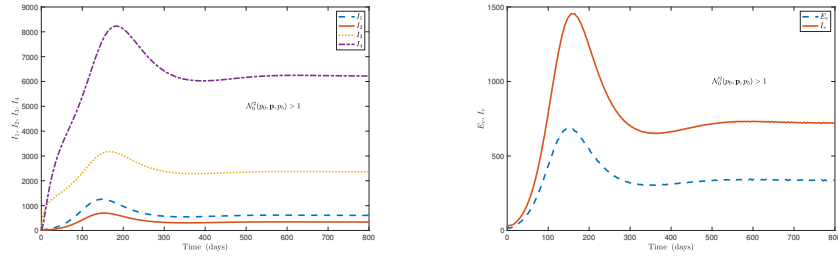 9000
8000
7000
6000
5000
4000
3000
2000
1000
0
I₁, I₂, I₃, I₄
I₁
I₂
I₃
I₄
𝒩₀²(p₀, p, p₅) > 1
0 100 200 300 400 500 600 700 800
Time (days)
1500
1000
500
0
Eᵥ, Iᵥ
Eᵥ
Iᵥ
𝒩₀²(p₀, p, p₅) > 1
0 100 200 300 400 500 600 700 800
Time (days)